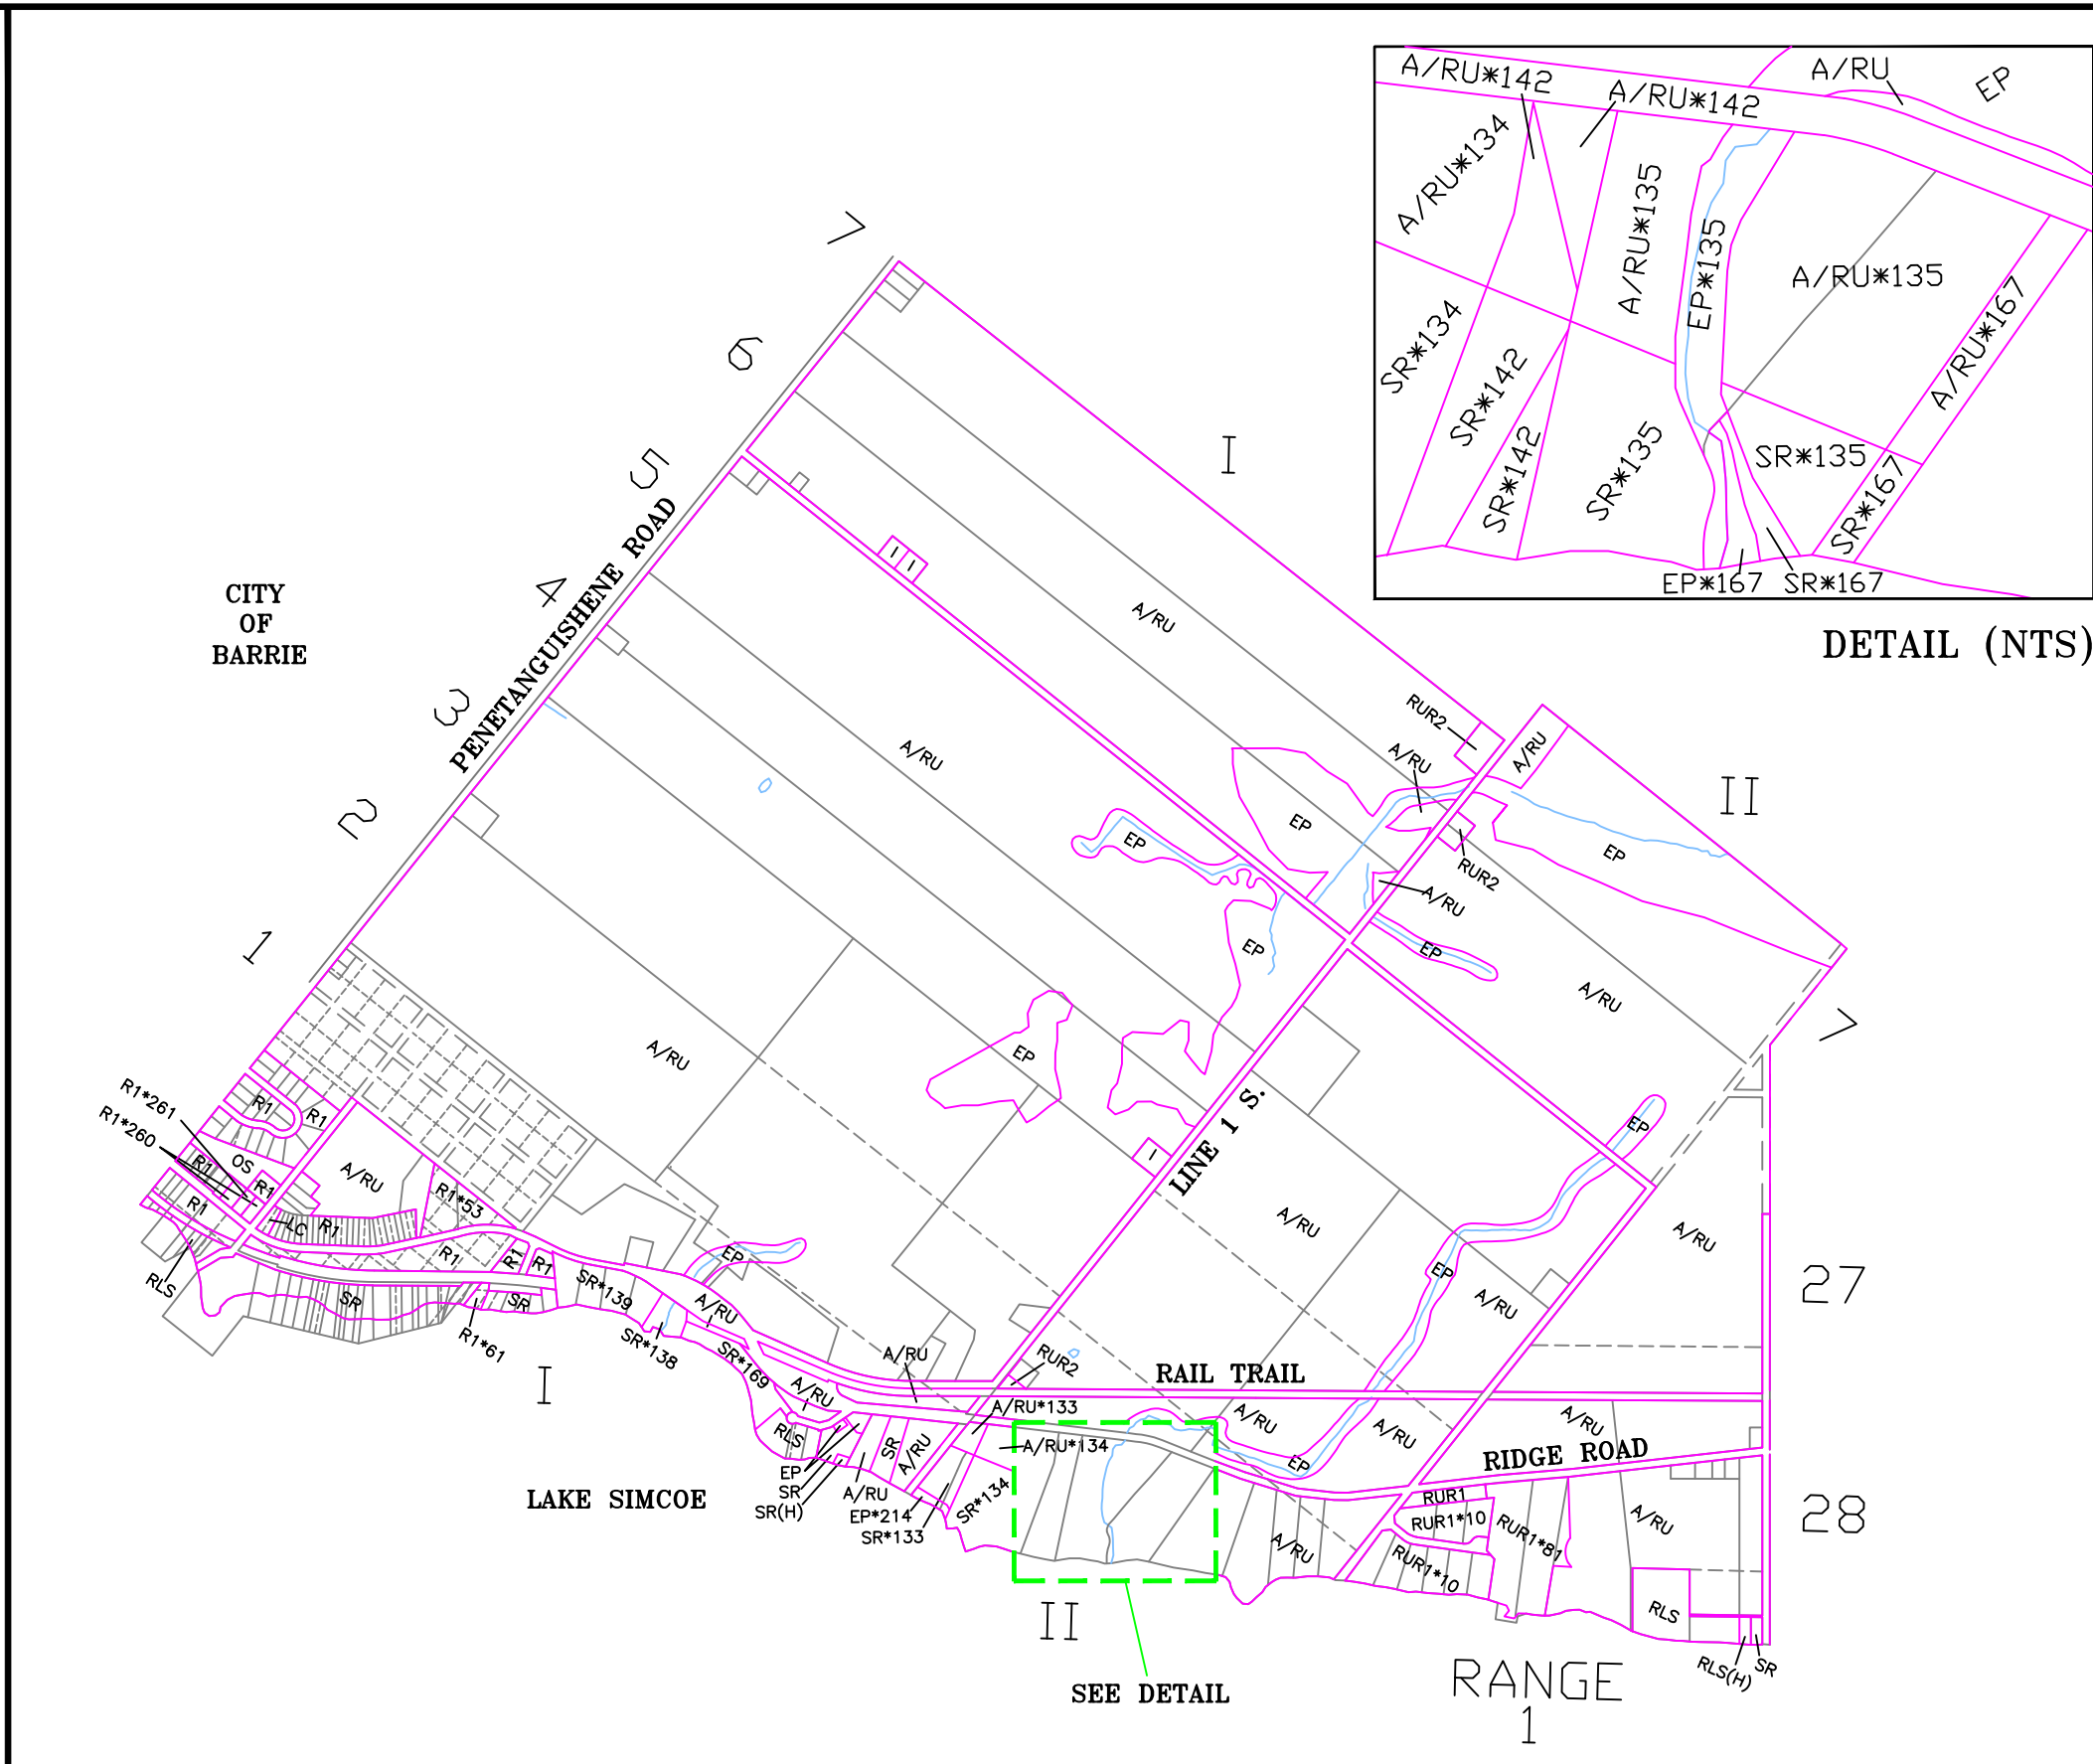 A/RU*142
A/RU*142
A/RU
EP
A/RU*134
A/RU*135
EP*135
A/RU*135
A/RU*167
SR*134
SR*142
SR*142
SR*135
SR*135
SR*167
EP*167
SR*167
DETAIL (NTS)
7
6
5
4
3
2
1
I
PENETANGUISHENE ROAD
CITY
OF
BARRIE
I
I
A/RU
A/RU
RUR2
A/RU
A/RU
II
EP
EP
EP
RUR2
A/RU
EP
EP
A/RU
7
EP
A/RU
I
LINE 1 S.
EP
R1*261
R1*260
R1
R1
OS
R1
R1
R1
LC
R1
A/RU
R1*53
R1
R1
R1
RLS
SR
SR
R1*61
SR*139
SR*138
EP
A/RU
SR*169
A/RU
RLS
A/RU
RUR2
A/RU*133
A/RU*134
SR
A/RU
EP
SR
SR(H)
A/RU
EP*214
SR*133
SR*134
RAIL TRAIL
A/RU
A/RU
EP
A/RU
A/RU
27
A/RU
EP
A/RU
A/RU
RIDGE ROAD
RUR1
RUR1*10
RUR1*81
RUR1*10
A/RU
A/RU
28
RLS
RLS(H)
SR
LAKE SIMCOE
I
II
SEE DETAIL
RANGE
1